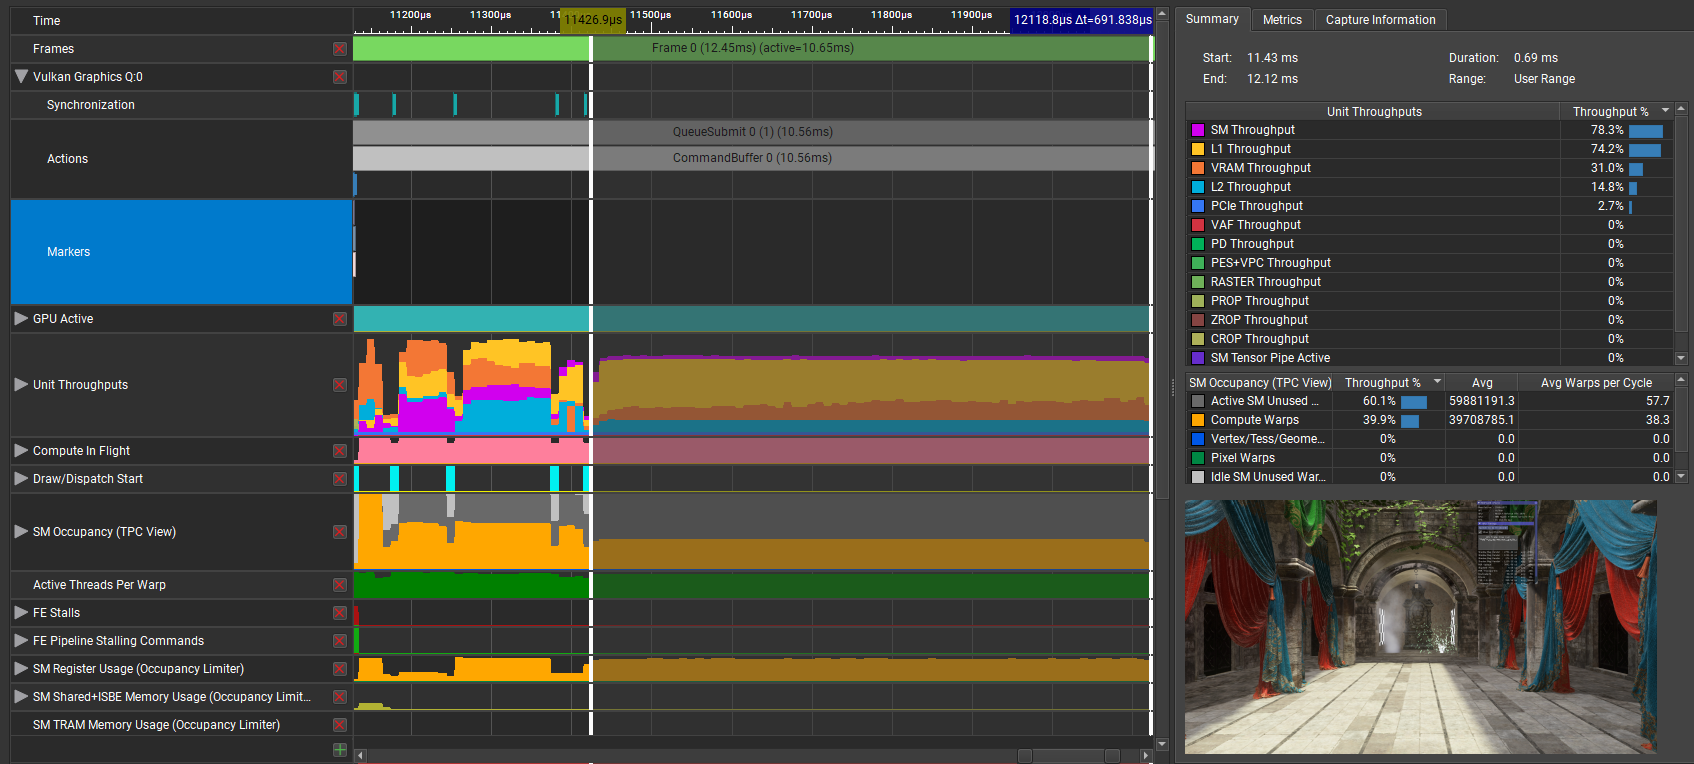 Time
11200µs 11300µs 11426.9µs 11500µs 11600µs 11700µs 11800µs 11900µs 12118.8µs Δt=691.838µs
Frames
Frame 0 (12.45ms) (active=10.65ms)
Vulkan Graphics Q:0
Synchronization
Actions
QueueSubmit 0 (1) (10.56ms)
CommandBuffer 0 (10.56ms)
Markers
GPU Active
Unit Throughputs
Compute In Flight
Draw/Dispatch Start
SM Occupancy (TPC View)
Active Threads Per Warp
FE Stalls
FE Pipeline Stalling Commands
SM Register Usage (Occupancy Limiter)
SM Shared+ISBE Memory Usage (Occupancy Limit...
SM TRAM Memory Usage (Occupancy Limiter)
Summary Metrics Capture Information
Start: 11.43 ms Duration: 0.69 ms
End: 12.12 ms Range: User Range
Unit Throughputs Throughput %
SM Throughput 78.3%
L1 Throughput 74.2%
VRAM Throughput 31.0%
L2 Throughput 14.8%
PCIe Throughput 2.7%
VAF Throughput 0%
PD Throughput 0%
PES+VPC Throughput 0%
RASTER Throughput 0%
PROP Throughput 0%
ZROP Throughput 0%
CROP Throughput 0%
SM Tensor Pipe Active 0%
SM Occupancy (TPC View) Throughput % Avg Avg Warps per Cycle
Active SM Unused ... 60.1% 59881191.3 57.7
Compute Warps 39.9% 39708785.1 38.3
Vertex/Tess/Geome... 0% 0.0 0.0
Pixel Warps 0% 0.0 0.0
Idle SM Unused War... 0% 0.0 0.0